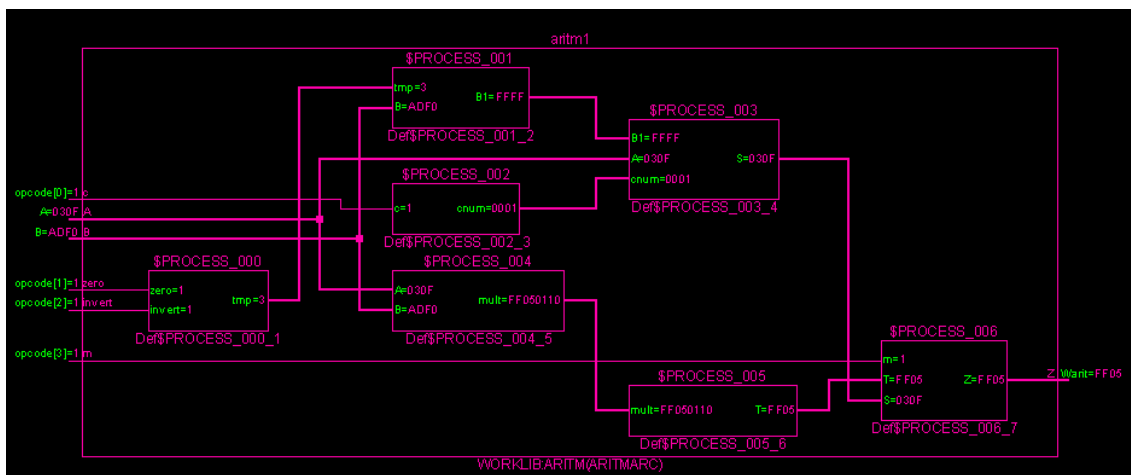 aritm1
$PROCESS_001
tmp=3
B1=FFFF
B=ADF0
Def$PROCESS_001_2
$PROCESS_003
B1=FFFF
A=030F
S=030F
cnum=0001
Def$PROCESS_003_4
$PROCESS_002
c=1
cnum=0001
Def$PROCESS_002_3
opcode[0]=1 c
A=030F A
B=ADF0 B
$PROCESS_000
opcode[1]=1 zero
zero=1
tmp=3
opcode[2]=1 invert
invert=1
Def$PROCESS_000_1
$PROCESS_004
A=030F
mult=FF050110
B=ADF0
Def$PROCESS_004_5
opcode[3]=1 m
$PROCESS_006
m=1
T=FF05
Z=FF05
S=030F
Z Warit=FF05
Def$PROCESS_006_7
$PROCESS_005
mult=FF050110
T=FF05
Def$PROCESS_005_6
WORKLIB:ARITM(ARITMARC)